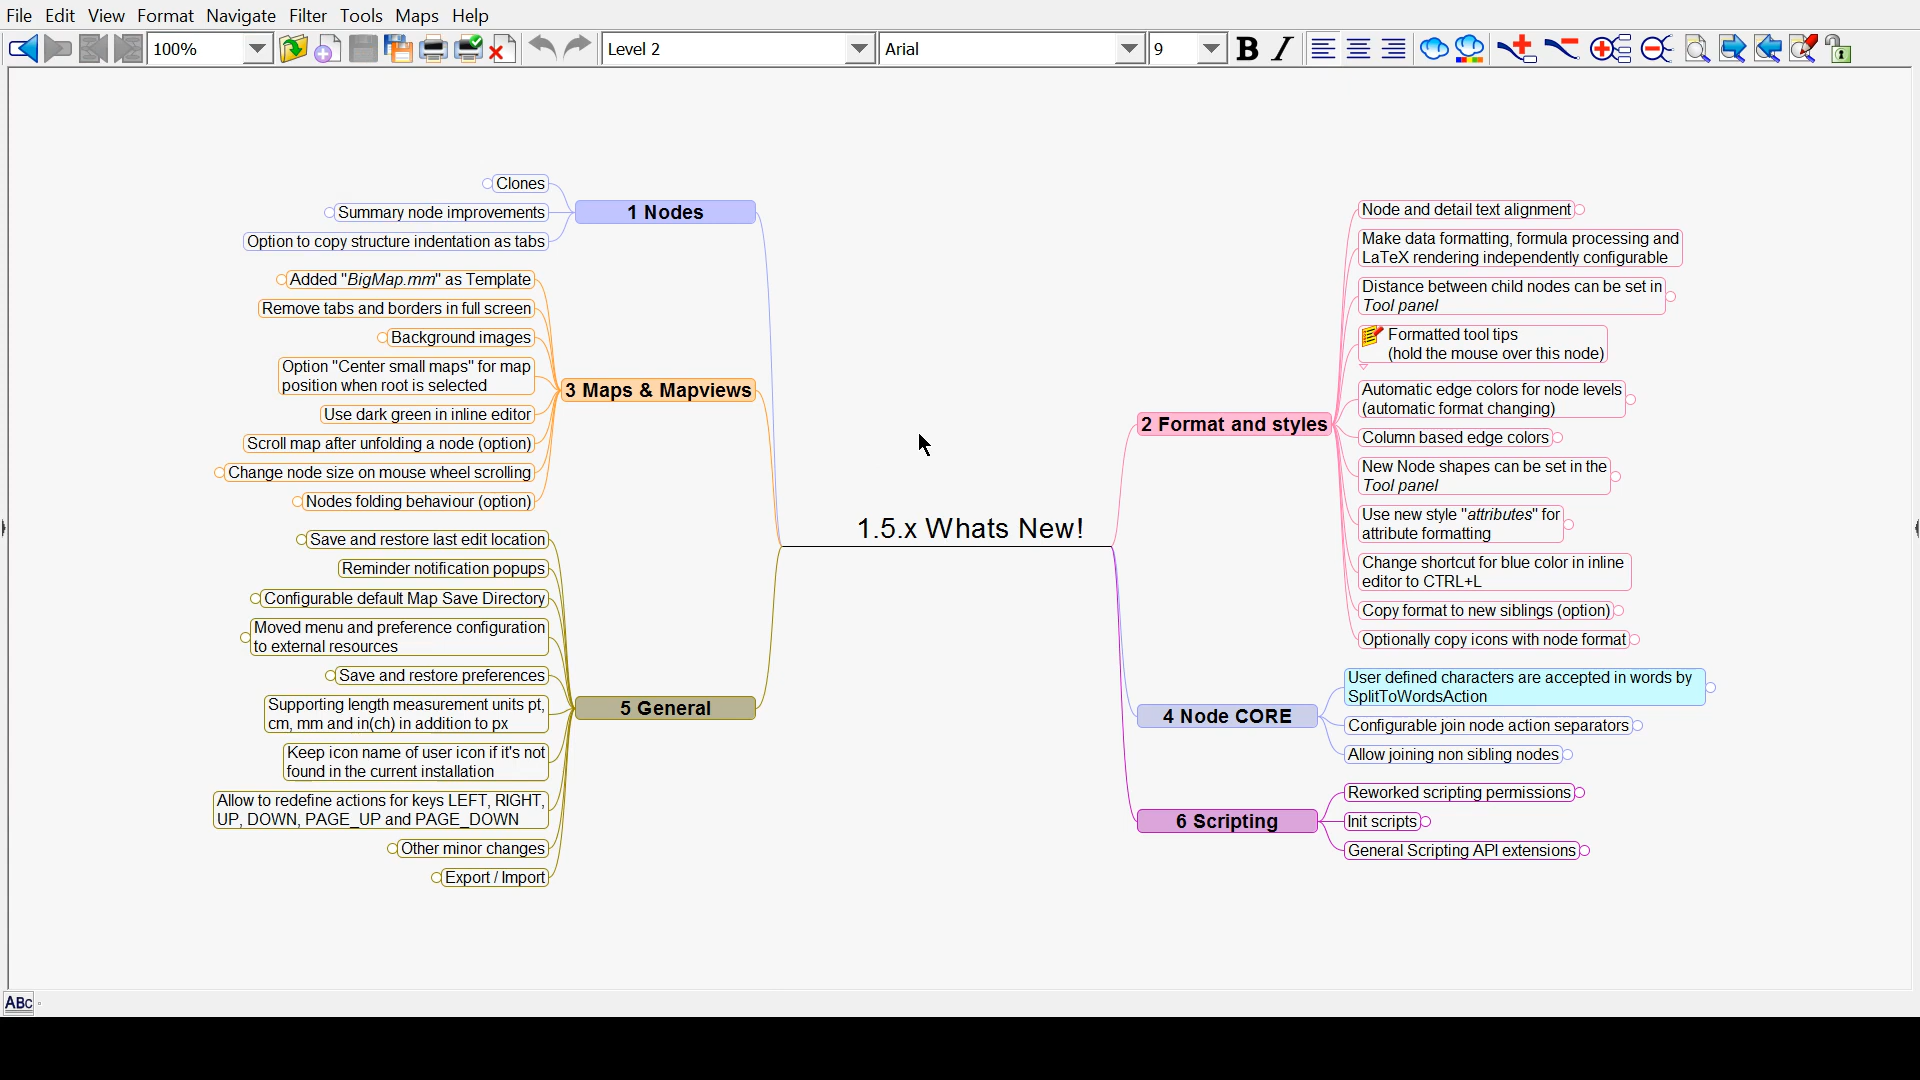 File Edit View Format Navigate Filter Tools Maps Help
100% Level 2 Arial 9 B I
1.5.x Whats New!
1 Nodes
Clones
Summary node improvements
Option to copy structure indentation as tabs
3 Maps & Mapviews
Added "BigMap.mm" as Template
Remove tabs and borders in full screen
Background images
Option "Center small maps" for map
position when root is selected
Use dark green in inline editor
Scroll map after unfolding a node (option)
Change node size on mouse wheel scrolling
Nodes folding behaviour (option)
5 General
Save and restore last edit location
Reminder notification popups
Configurable default Map Save Directory
Moved menu and preference configuration
to external resources
Save and restore preferences
Supporting length measurement units pt,
cm, mm and in(ch) in addition to px
Keep icon name of user icon if it's not
found in the current installation
Allow to redefine actions for keys LEFT, RIGHT,
UP, DOWN, PAGE_UP and PAGE_DOWN
Other minor changes
Export / Import
2 Format and styles
Node and detail text alignment
Make data formatting, formula processing and
LaTeX rendering independently configurable
Distance between child nodes can be set in
Tool panel
Formatted tool tips
(hold the mouse over this node)
Automatic edge colors for node levels
(automatic format changing)
Column based edge colors
New Node shapes can be set in the
Tool panel
Use new style "attributes" for
attribute formatting
Change shortcut for blue color in inline
editor to CTRL+L
Copy format to new siblings (option)
Optionally copy icons with node format
4 Node CORE
User defined characters are accepted in words by
SplitToWordsAction
Configurable join node action separators
Allow joining non sibling nodes
6 Scripting
Reworked scripting permissions
Init scripts
General Scripting API extensions
ABC